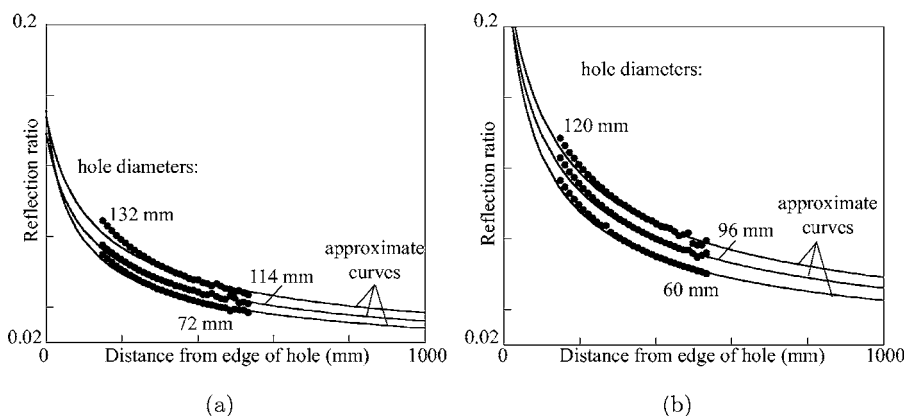 0.2
Reflection ratio
hole diameters:
132 mm
approximate
curves
114 mm
72 mm
0.02
0
Distance from edge of hole (mm)
1000
(a)
0.2
Reflection ratio
hole diameters:
120 mm
approximate
curves
96 mm
60 mm
0.02
0
Distance from edge of hole (mm)
1000
(b)